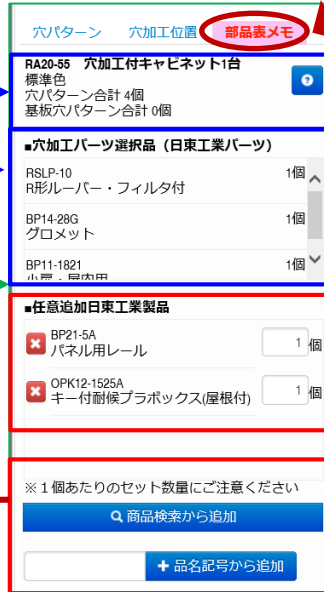 穴パターン 穴加工位置 部品表メモ
RA20-55 穴加工付キャビネット1台
標準色
穴パターン合計 4個
基板穴パターン合計 0個
■穴加工パーツ選択品（日東工業パーツ）
RSLP-10 1個
R形ルーバー・フィルタ付
BP14-28G 1個
グロメット
BP11-1821 1個
小扉・屋内用
■任意追加日東工業製品
BP21-5A
パネル用レール 1 個
OPK12-1525A
キー付耐候プラボックス(屋根付) 1 個
※１個あたりのセット数量にご注意ください
商品検索から追加
品名記号から追加